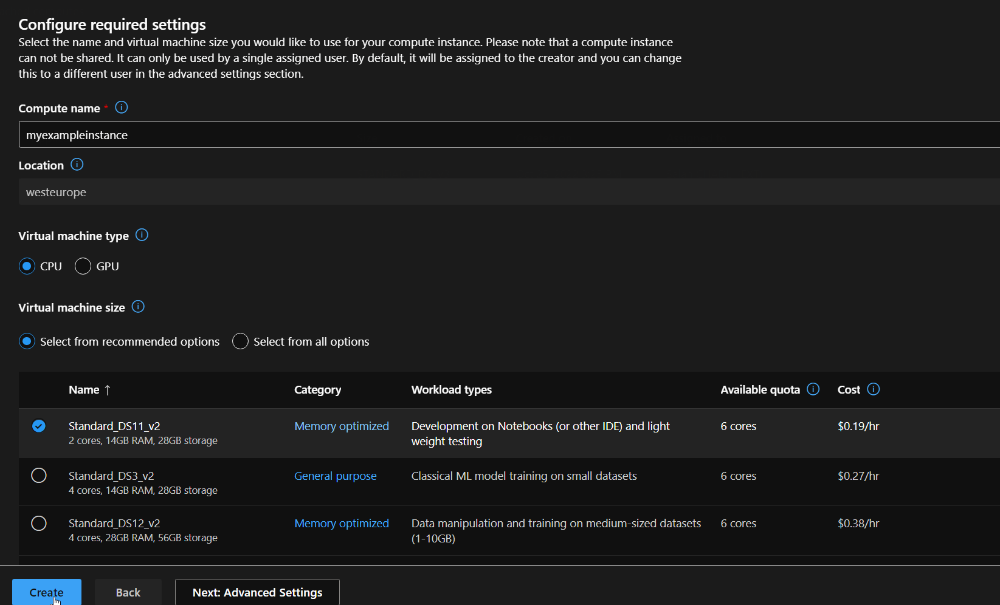 Configure required settings
Select the name and virtual machine size you would like to use for your compute instance. Please note that a compute instance
can not be shared. It can only be used by a single assigned user. By default, it will be assigned to the creator and you can change
this to a different user in the advanced settings section.
Compute name *
myexampleinstance
Location
westeurope
Virtual machine type
CPU GPU
Virtual machine size
Select from recommended options Select from all options
Name ↑ Category Workload types Available quota Cost
Standard_DS11_v2 Memory optimized Development on Notebooks (or other IDE) and light 6 cores $0.19/hr
2 cores, 14GB RAM, 28GB storage weight testing
Standard_DS3_v2 General purpose Classical ML model training on small datasets 6 cores $0.27/hr
4 cores, 14GB RAM, 28GB storage
Standard_DS12_v2 Memory optimized Data manipulation and training on medium-sized datasets 6 cores $0.38/hr
4 cores, 28GB RAM, 56GB storage (1-10GB)
Create Back Next: Advanced Settings